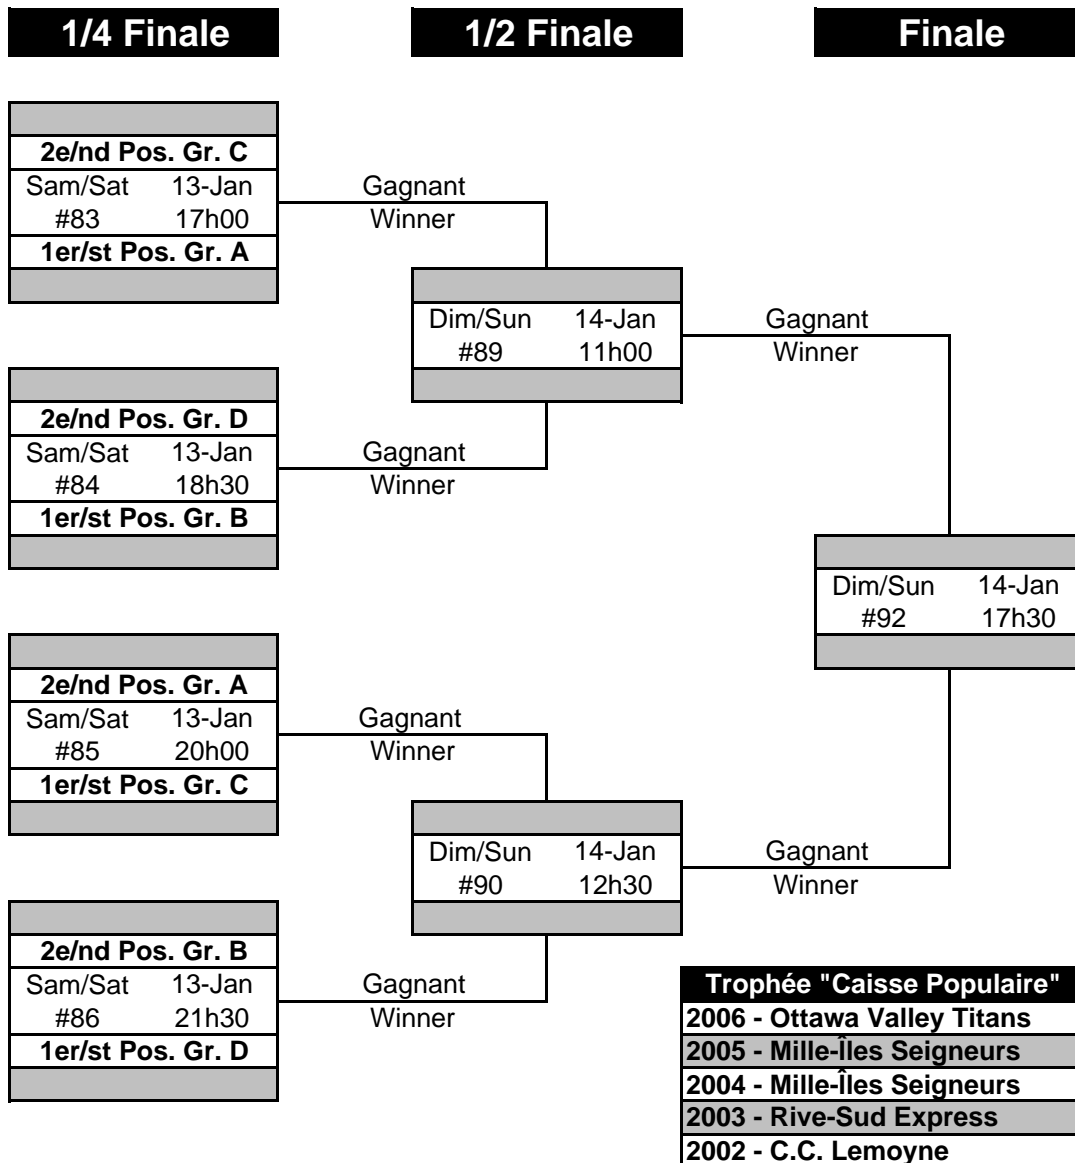 1/4 Finale
1/2 Finale
Finale
2e/nd Pos. Gr. C
Sam/Sat 13-Jan
#83 17h00
1er/st Pos. Gr. A
Gagnant
Winner
Dim/Sun 14-Jan
#89 11h00
Gagnant
Winner
2e/nd Pos. Gr. D
Sam/Sat 13-Jan
#84 18h30
1er/st Pos. Gr. B
Gagnant
Winner
Dim/Sun 14-Jan
#92 17h30
2e/nd Pos. Gr. A
Sam/Sat 13-Jan
#85 20h00
1er/st Pos. Gr. C
Gagnant
Winner
Dim/Sun 14-Jan
#90 12h30
Gagnant
Winner
2e/nd Pos. Gr. B
Sam/Sat 13-Jan
#86 21h30
1er/st Pos. Gr. D
Gagnant
Winner
Trophée "Caisse Populaire"
2006 - Ottawa Valley Titans
2005 - Mille-Îles Seigneurs
2004 - Mille-Îles Seigneurs
2003 - Rive-Sud Express
2002 - C.C. Lemoyne